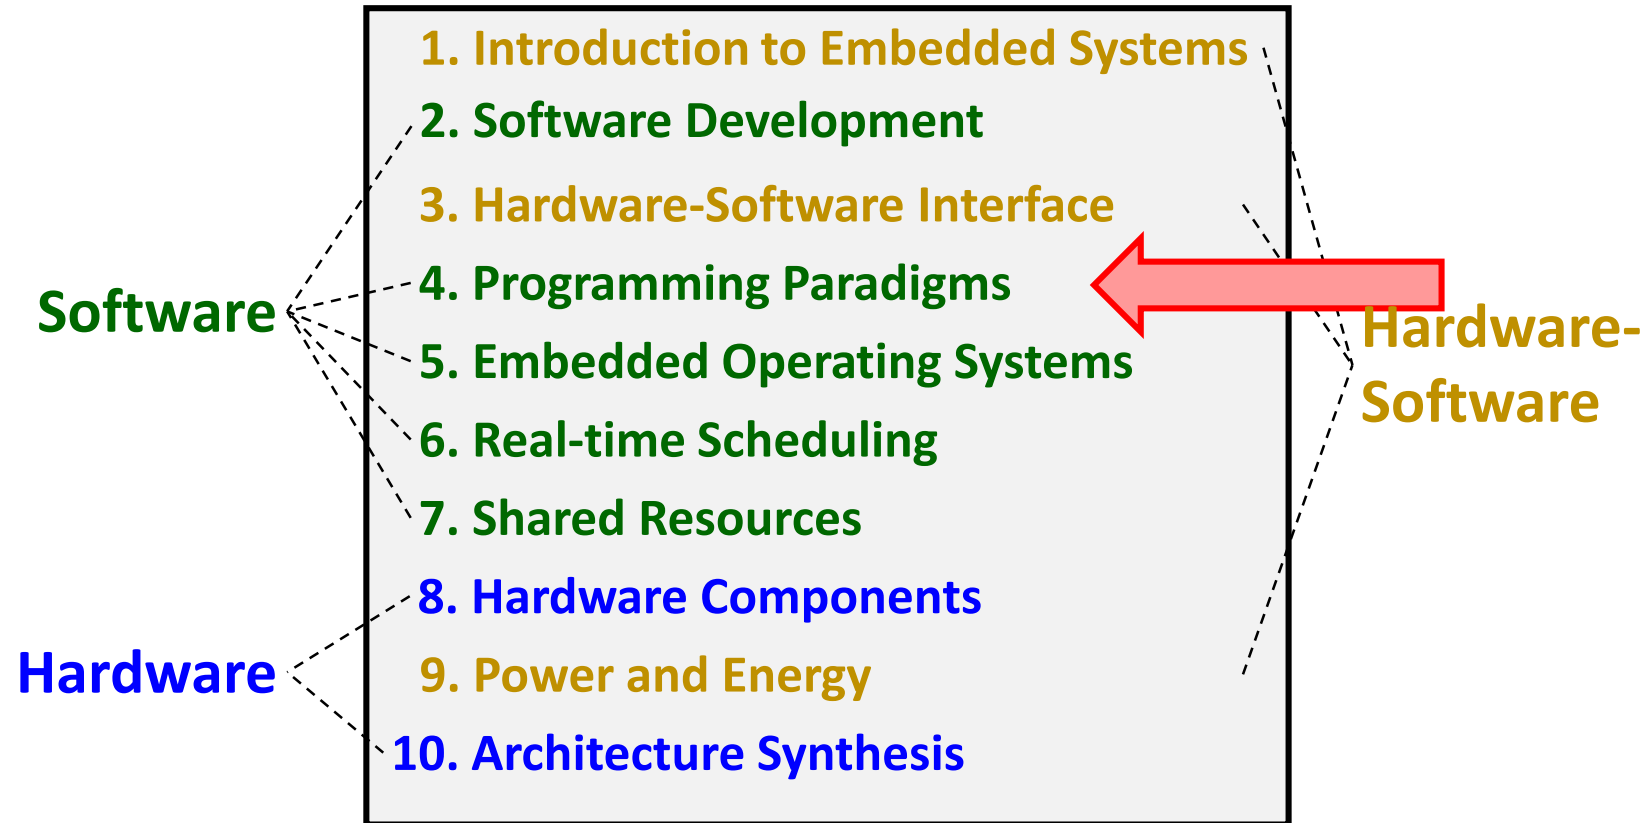 1. Introduction to Embedded Systems
2. Software Development
3. Hardware-Software Interface
4. Programming Paradigms
5. Embedded Operating Systems
6. Real-time Scheduling
7. Shared Resources
8. Hardware Components
9. Power and Energy
10. Architecture Synthesis
Software
Hardware
Hardware-
Software